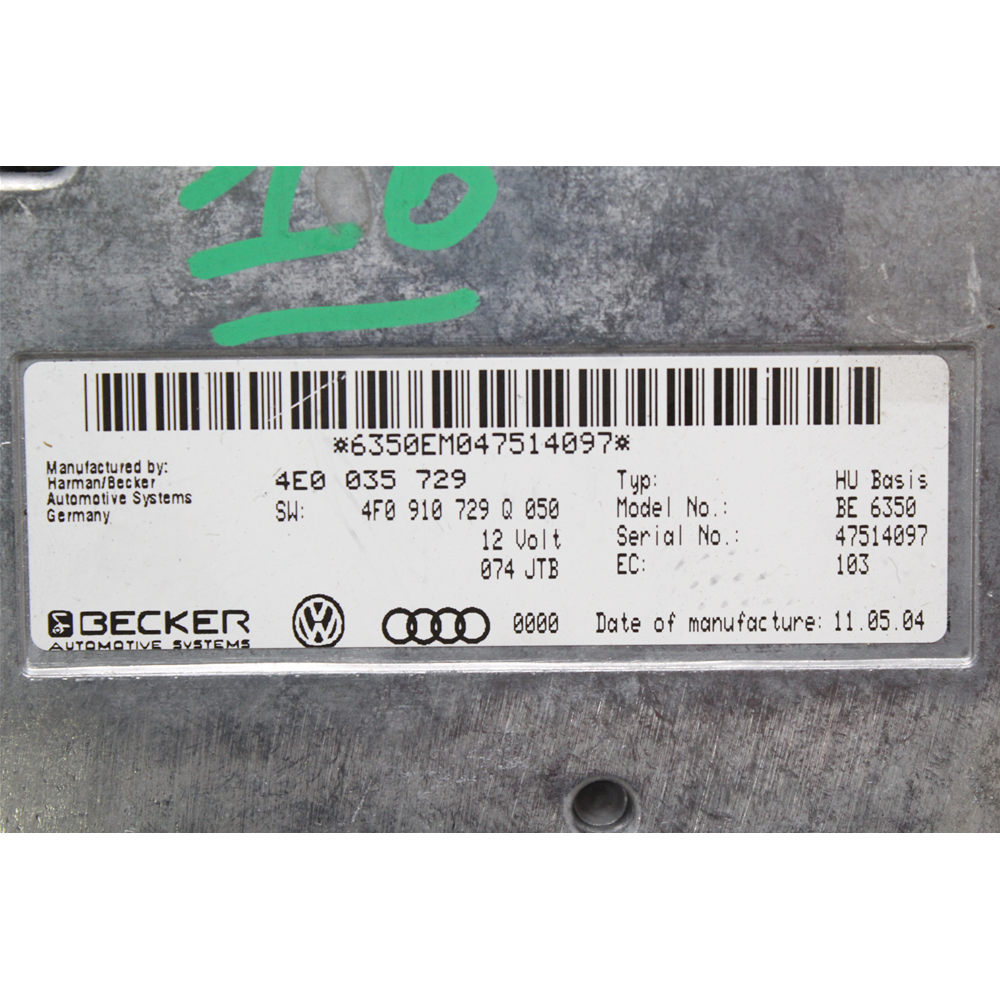 I6
*6350EM047514097*
Manufactured by:
Harman/Becker
Automotive Systems
Germany
4E0 035 729
SW: 4F0 910 729 Q 050
12 Volt
074 JTB
Typ: HU Basis
Model No.: BE 6350
Serial No.: 47514097
EC: 103
BECKER
AUTOMOTIVE SYSTEMS
0000
Date of manufacture: 11.05.04